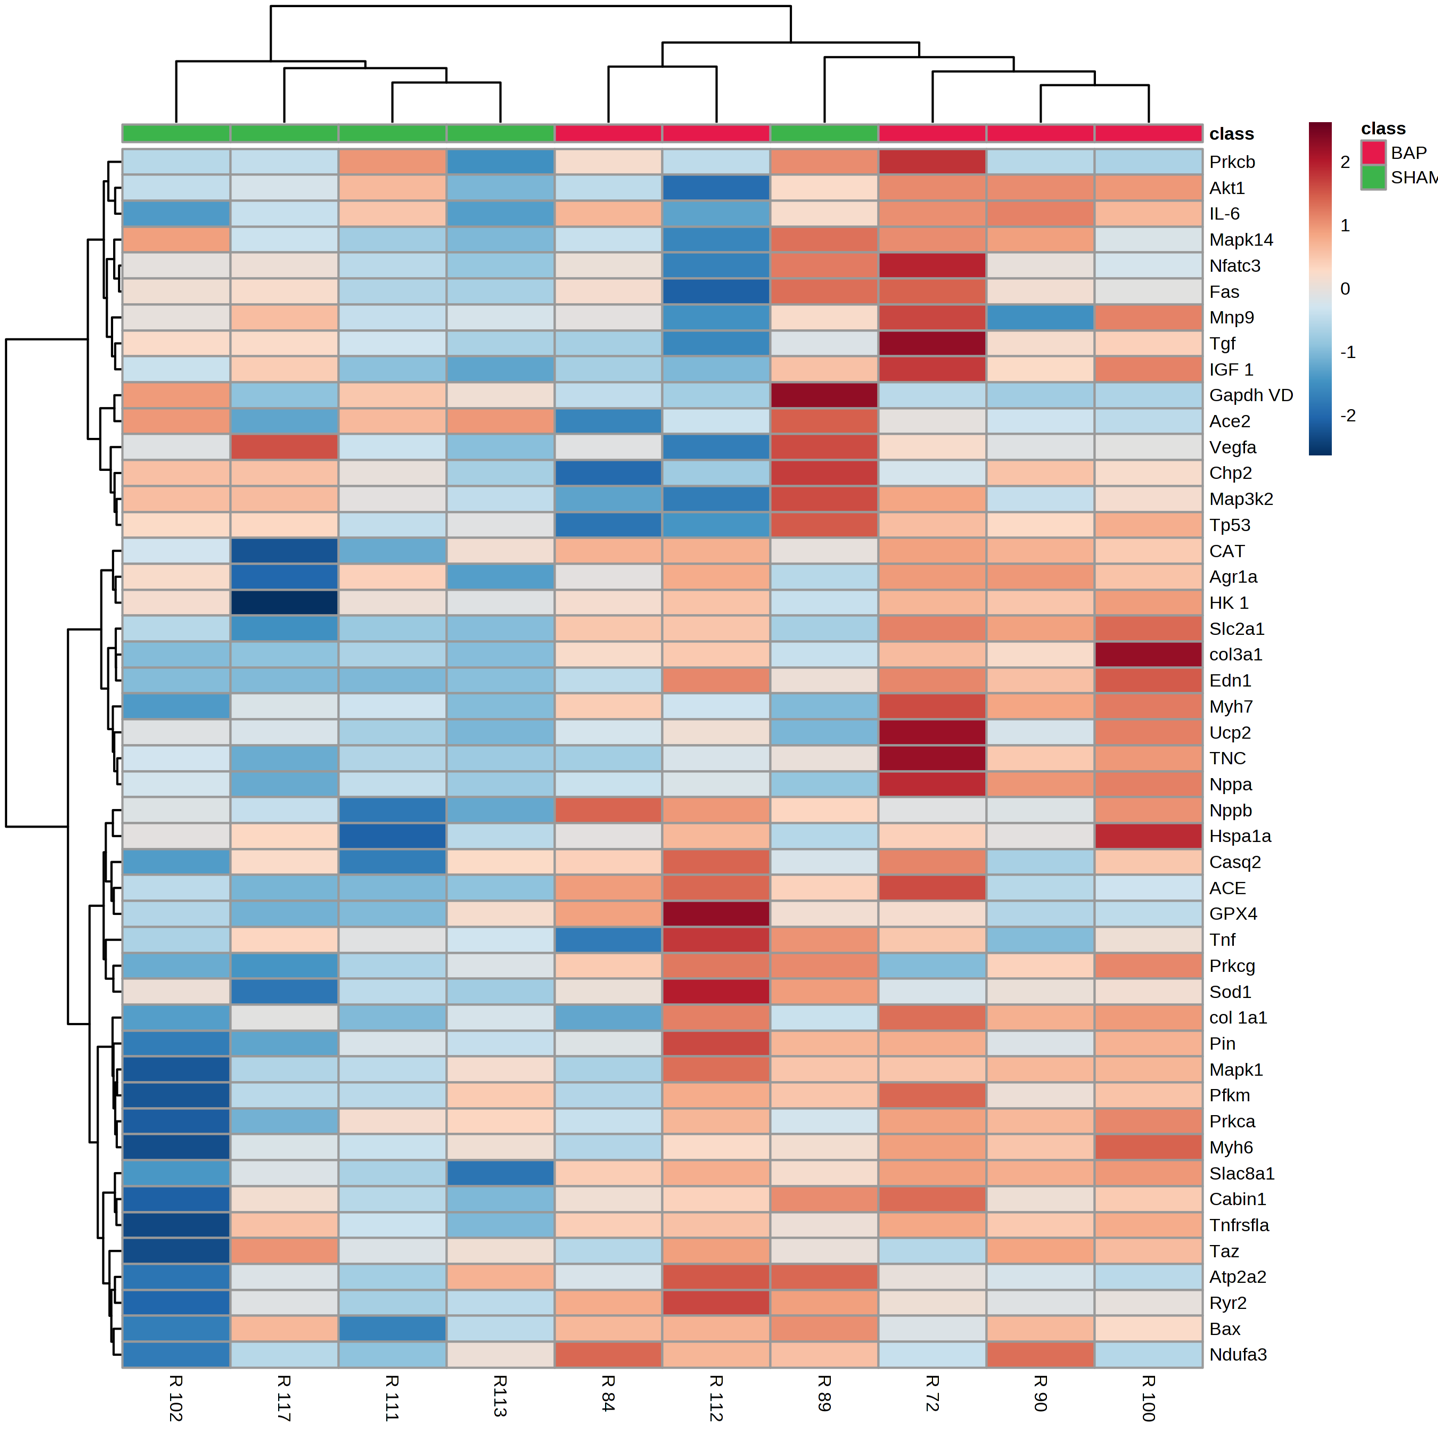 class
Prkcb
Akt1
IL-6
Mapk14
Nfatc3
Fas
Mnp9
Tgf
IGF 1
Gapdh VD
Ace2
Vegfa
Chp2
Map3k2
Tp53
CAT
Agr1a
HK 1
Slc2a1
col3a1
Edn1
Myh7
Ucp2
TNC
Nppa
Nppb
Hspa1a
Casq2
ACE
GPX4
Tnf
Prkcg
Sod1
col 1a1
Pin
Mapk1
Pfkm
Prkca
Myh6
Slac8a1
Cabin1
Tnfrsfla
Taz
Atp2a2
Ryr2
Bax
Ndufa3
R 102
R 117
R 111
R113
R 84
R 112
R 89
R 72
R 90
R 100
2
1
0
-1
-2
class
BAP
SHAM